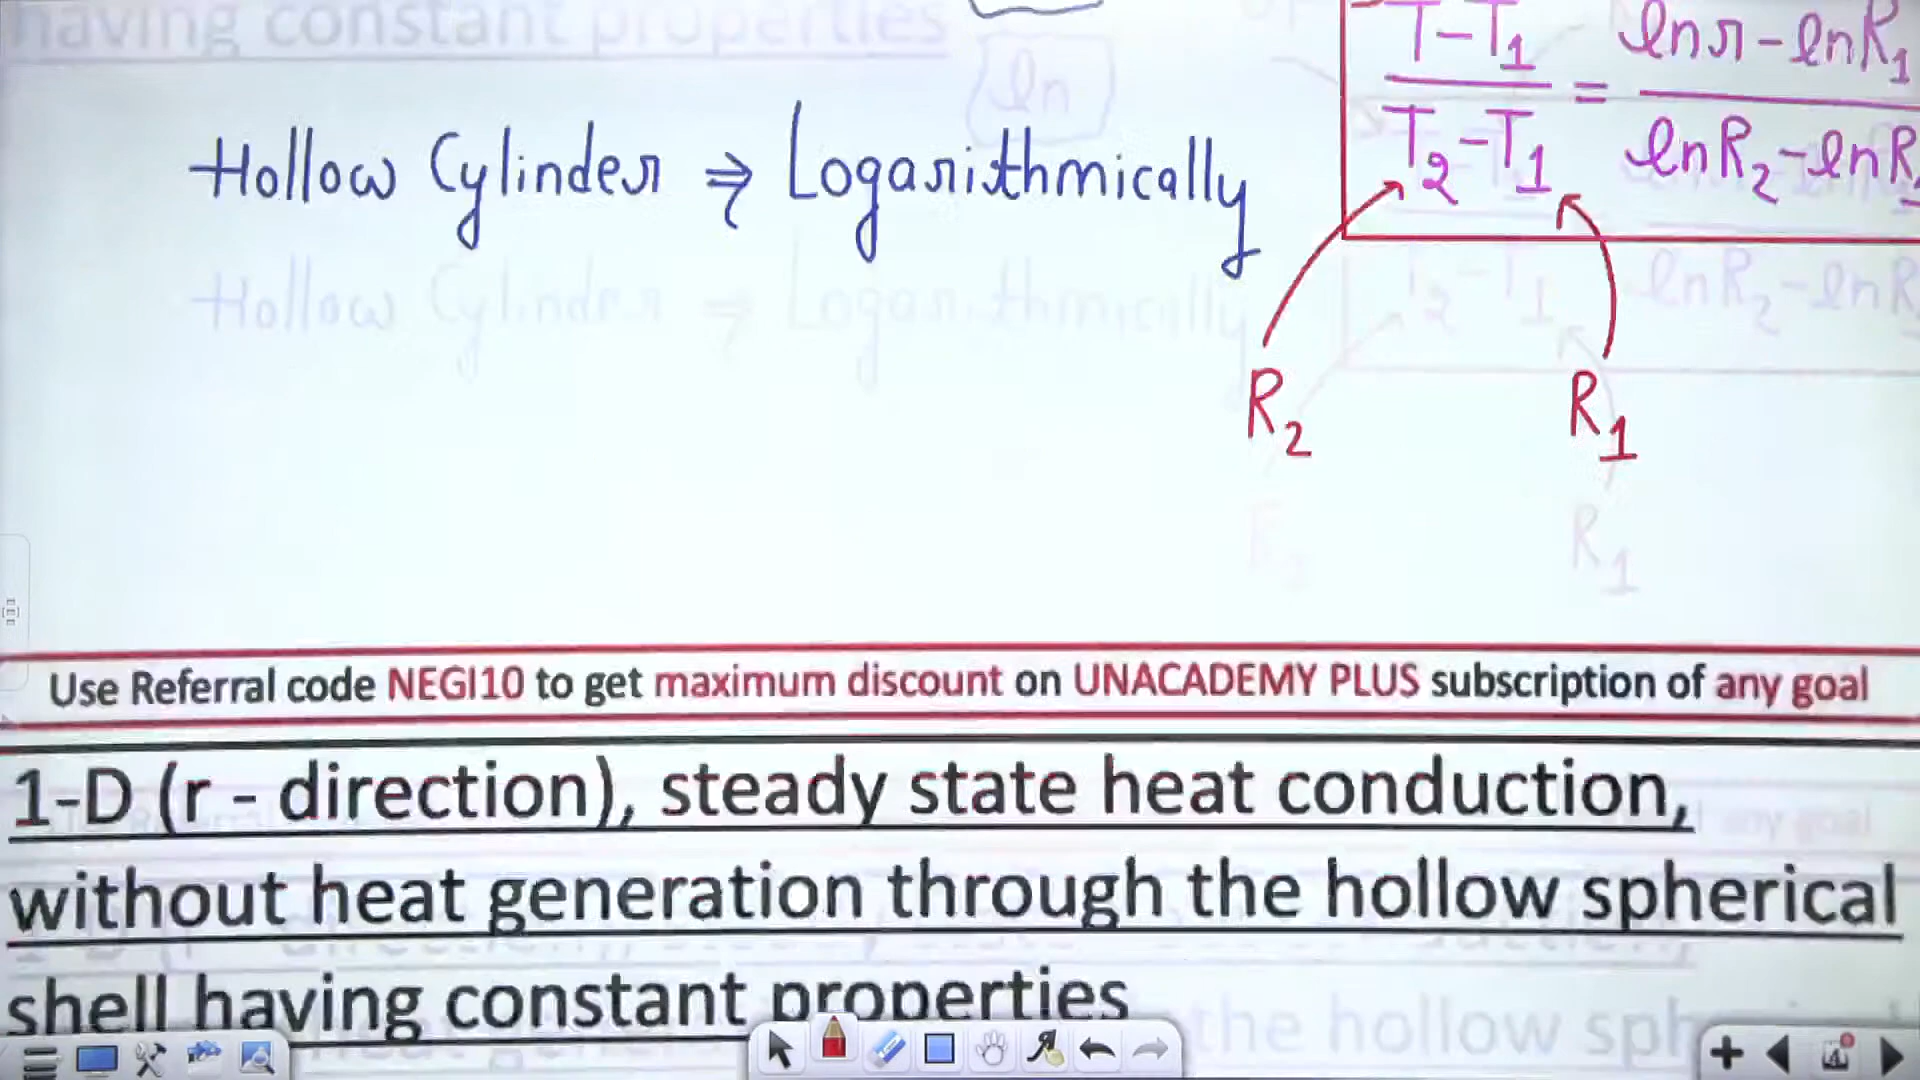 having constant properties
ln
T-T1 / T2-T1 = lnr-lnR1 / lnR2-lnR
Hollow Cylinder ⇒ Logarithmically
R2 R1
Use Referral code NEGI10 to get maximum discount on UNACADEMY PLUS subscription of any goal
1-D (r - direction), steady state heat conduction,
without heat generation through the hollow spherical
shell having constant properties